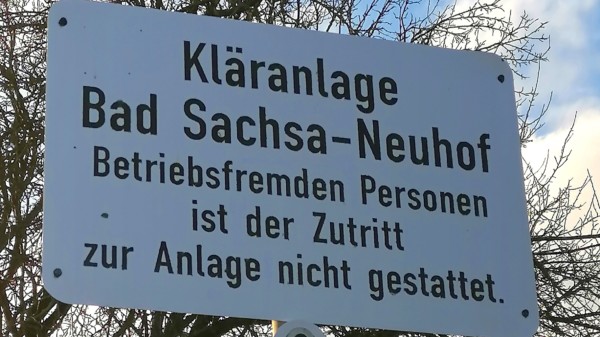 Kläranlage
Bad Sachsa-Neuhof
Betriebsfremden Personen
ist der Zutritt
zur Anlage nicht gestattet.